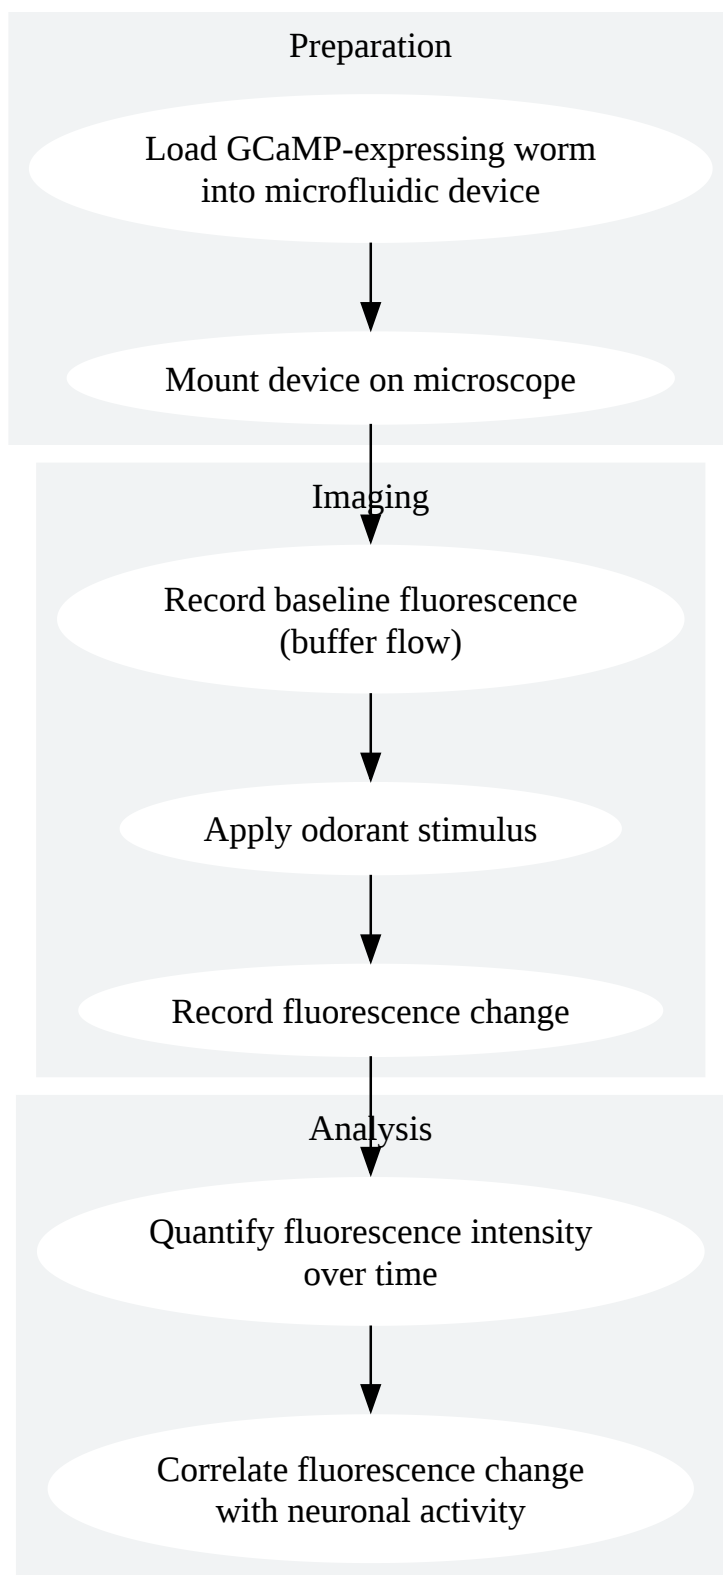 Preparation
Load GCaMP-expressing worm
into microfluidic device
Mount device on microscope
Imaging
Record baseline fluorescence
(buffer flow)
Apply odorant stimulus
Record fluorescence change
Analysis
Quantify fluorescence intensity
over time
Correlate fluorescence change
with neuronal activity